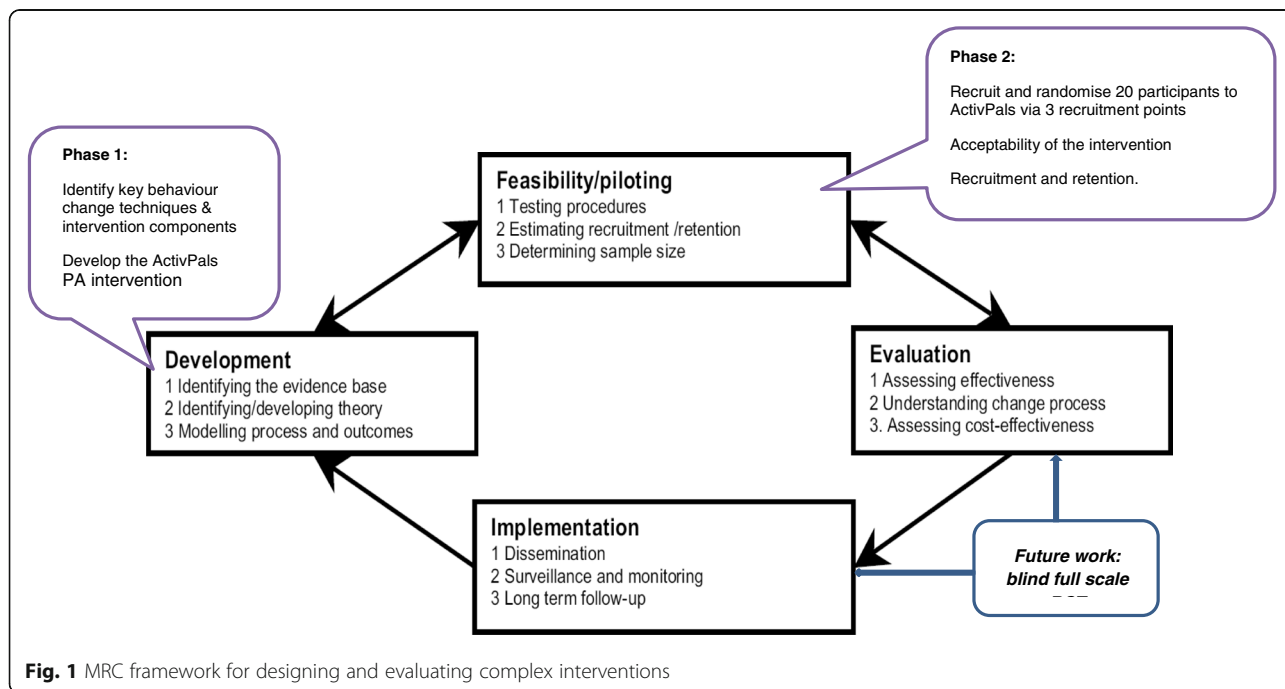 Phase 1:
Identify key behaviour
change techniques &
intervention components
Develop the ActivPals
PA intervention
Phase 2:
Recruit and randomise 20 participants to
ActivPals via 3 recruitment points
Acceptability of the intervention
Recruitment and retention.
Feasibility/piloting
1 Testing procedures
2 Estimating recruitment /retention
3 Determining sample size
Development
1 Identifying the evidence base
2 Identifying/developing theory
3 Modelling process and outcomes
Evaluation
1 Assessing effectiveness
2 Understanding change process
3. Assessing cost-effectiveness
Implementation
1 Dissemination
2 Surveillance and monitoring
3 Long term follow-up
Future work:
blind full scale
Fig. 1 MRC framework for designing and evaluating complex interventions